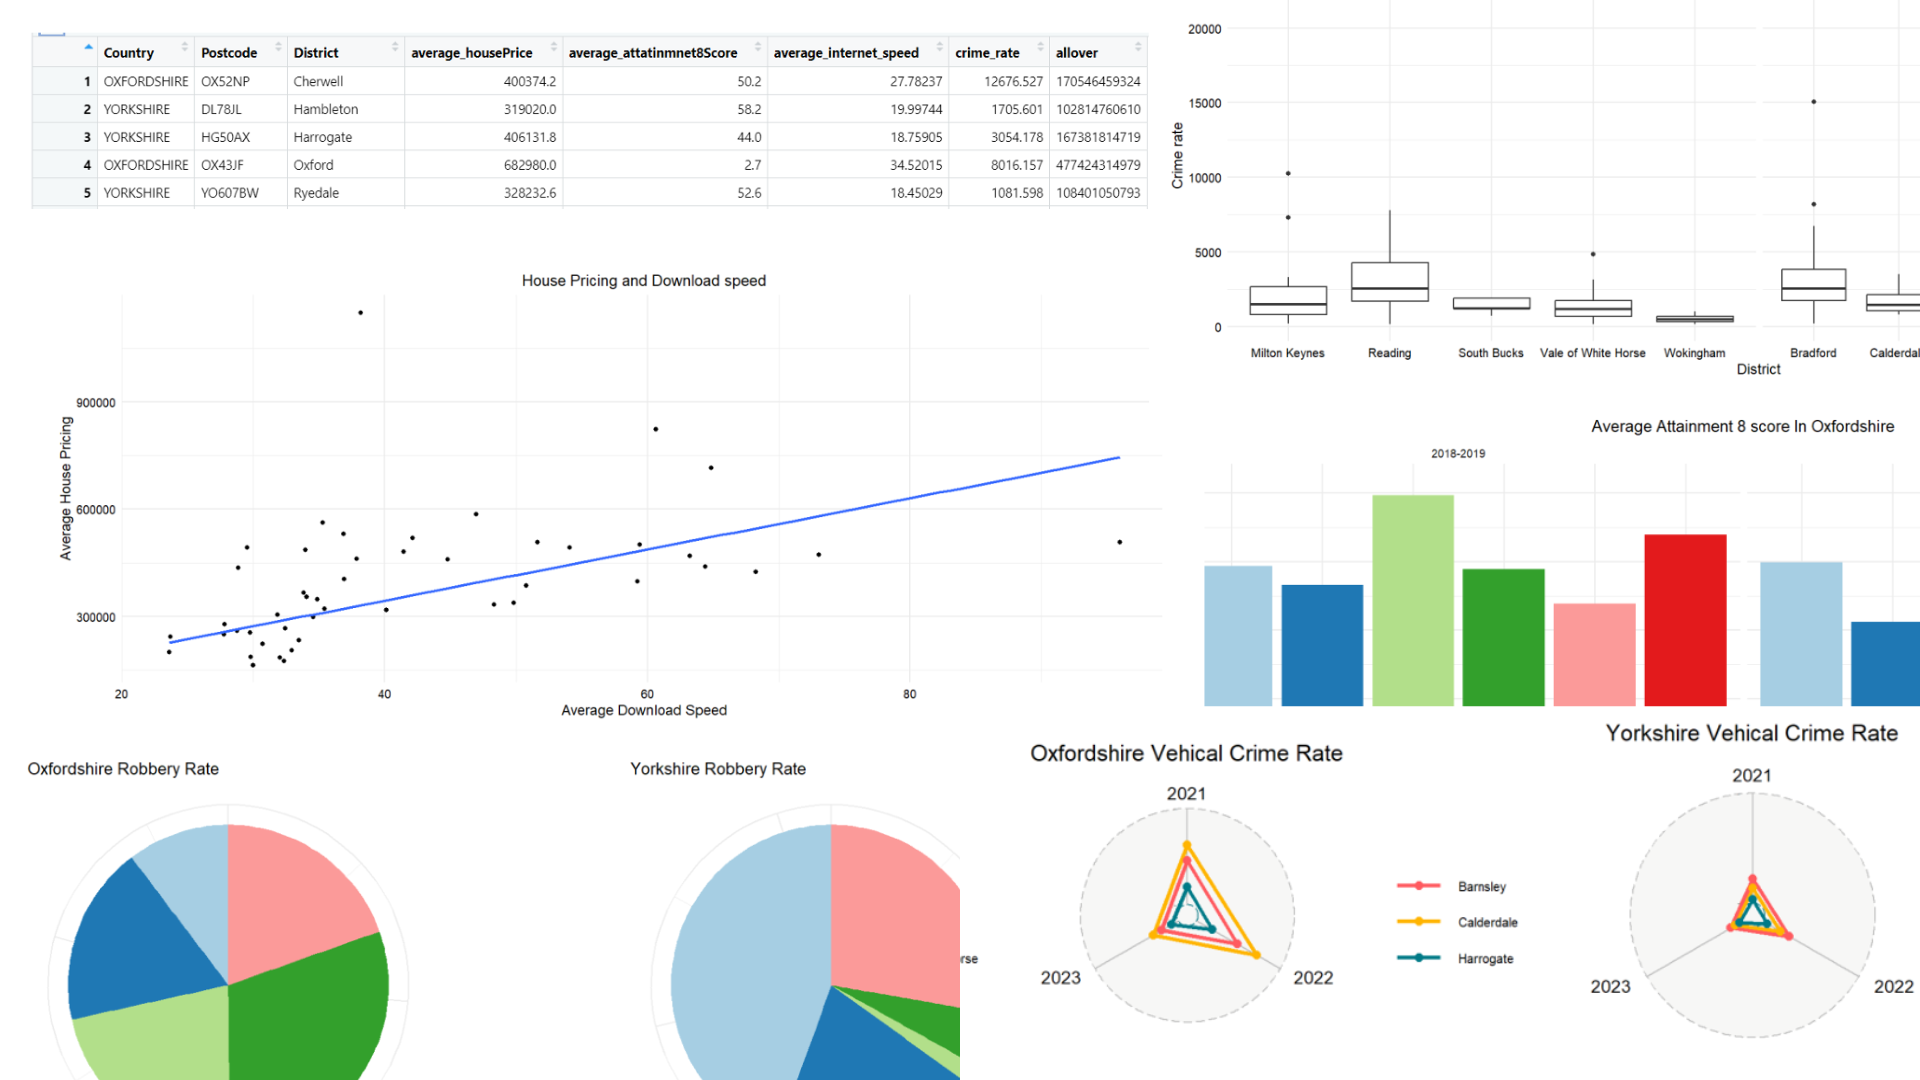 Country Postcode District average_housePrice average_attatinmnet8Score average_internet_speed crime_rate allover
1 OXFORDSHIRE OX52NP Cherwell 400374.2 50.2 27.78237 12676.527 170546459324
2 YORKSHIRE DL78JL Hambleton 319020.0 58.2 19.99744 1705.601 102814760610
3 YORKSHIRE HG50AX Harrogate 406131.8 44.0 18.75905 3054.178 167381814719
4 OXFORDSHIRE OX43JF Oxford 682980.0 2.7 34.52015 8016.157 477424314979
5 YORKSHIRE YO607BW Ryedale 328232.6 52.6 18.45029 1081.598 108401050793
20000
15000
10000
5000
0
Crime rate
Milton Keynes Reading South Bucks Vale of White Horse Wokingham Bradford Calderdal
District
House Pricing and Download speed
900000
600000
300000
Average House Pricing
20 40 60 80
Average Download Speed
Average Attainment 8 score In Oxfordshire
2018-2019
Oxfordshire Robbery Rate
Yorkshire Robbery Rate
rse
Oxfordshire Vehical Crime Rate
2021
2023
2022
Barnsley
Calderdale
Harrogate
Yorkshire Vehical Crime Rate
2021
2023
2022